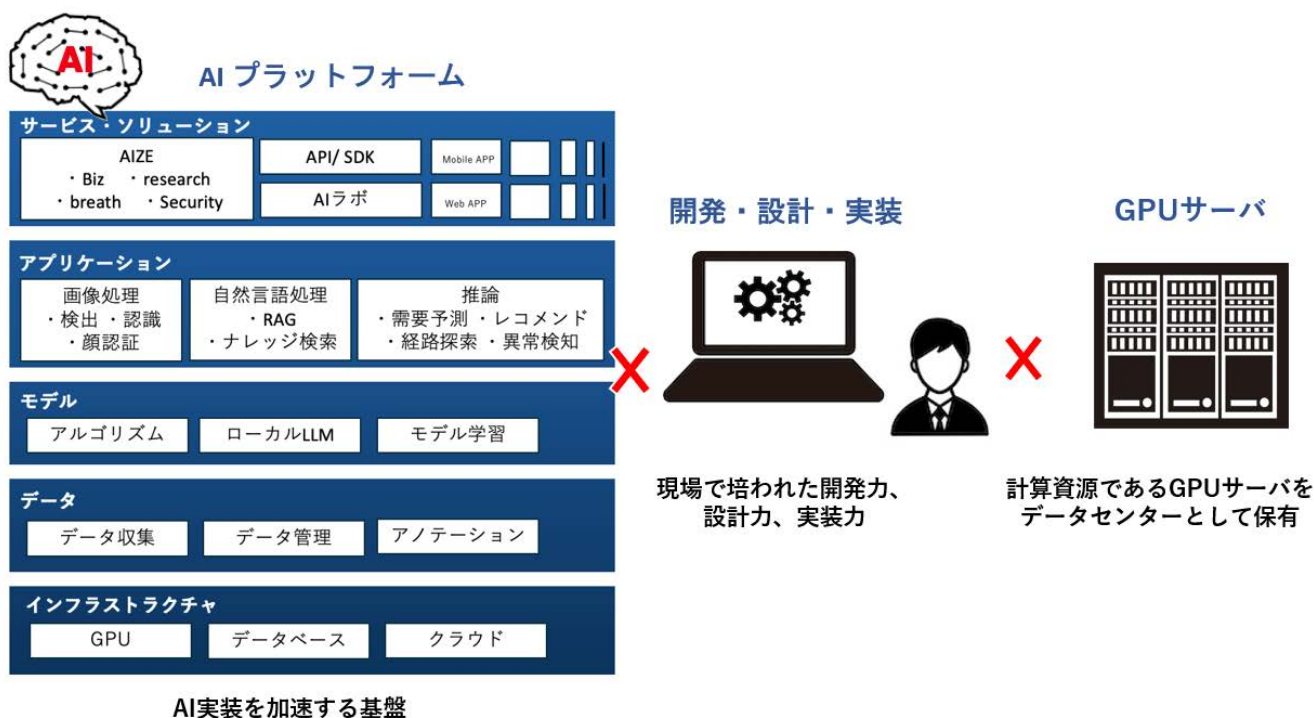 AI
AI プラットフォーム
サービス・ソリューション
AIZE
・Biz ・research
・breath ・Security
API/ SDK
AIラボ
Mobile APP
Web APP
アプリケーション
画像処理
・検出 ・認識
・顔認証
自然言語処理
・RAG
・ナレッジ検索
推論
・需要予測 ・レコメンド
・経路探索 ・異常検知
モデル
アルゴリズム
ローカルLLM
モデル学習
データ
データ収集
データ管理
アノテーション
インフラストラクチャ
GPU
データベース
クラウド
AI実装を加速する基盤
×
開発・設計・実装
現場で培われた開発力、
設計力、実装力
×
GPUサーバ
計算資源であるGPUサーバを
データセンターとして保有